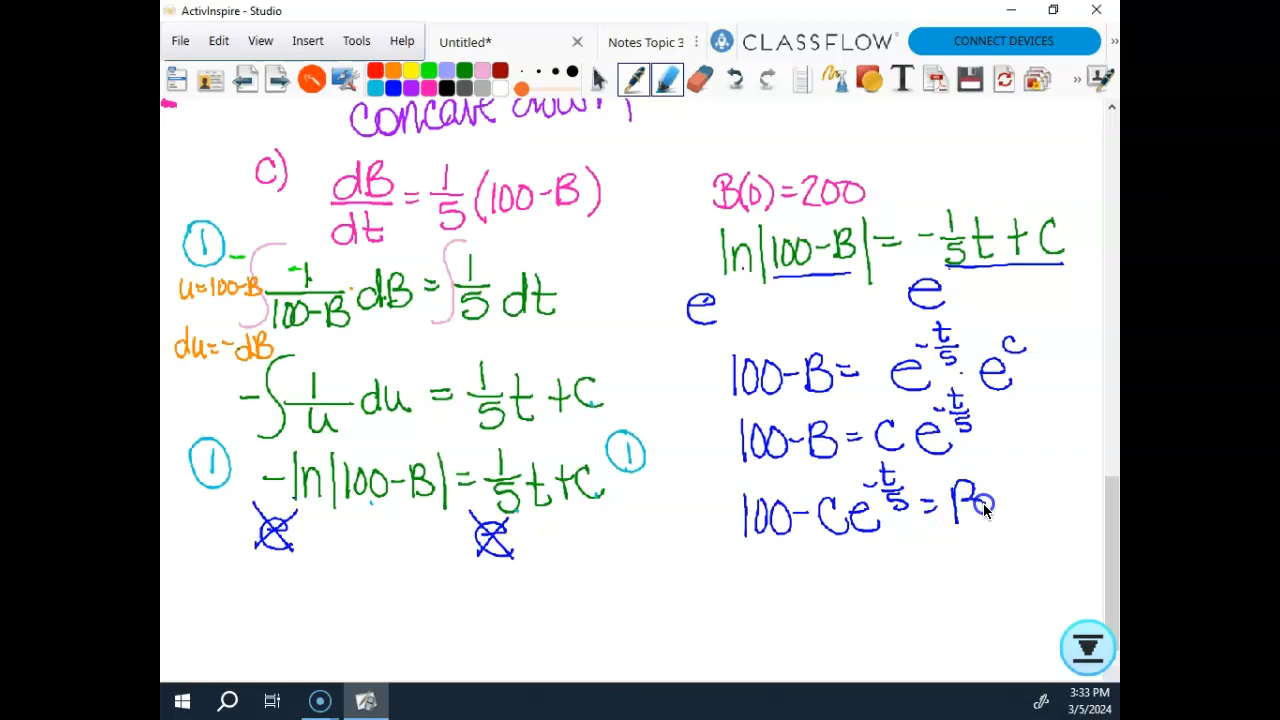 ActivInspire - Studio
File Edit View Insert Tools Help Untitled* Notes Topic 3 CLASSFLOW CONNECT DEVICES
concave
c) dB/dt = 1/5 (100-B)
① u=100-B -∫ -1/(100-B) · dB = ∫ 1/5 dt
du=-dB
-∫ 1/u du = 1/5 t + C
① -ln|100-B| = 1/5 t + C ①
e e
B(0)=200
ln|100-B| = -1/5 t + C
e e
100-B = e^(-t/5) · e^C
100-B = Ce^(-t/5)
100-Ce^(-t/5) = B
3:33 PM
3/5/2024